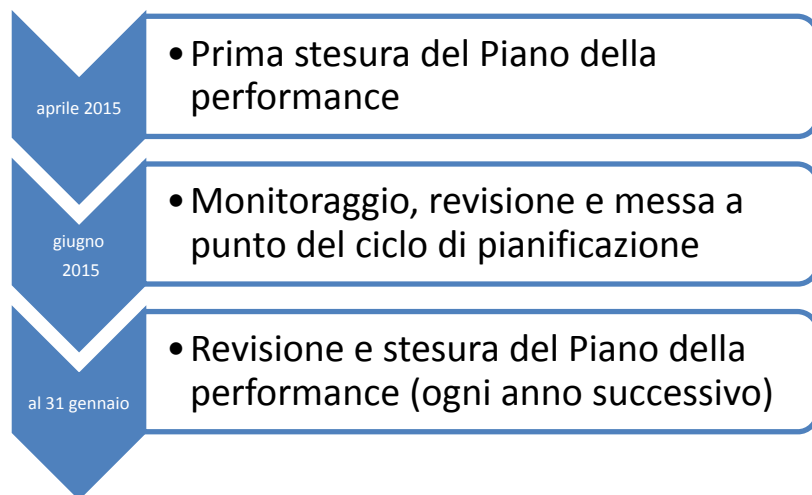 aprile 2015
• Prima stesura del Piano della
performance
giugno
2015
• Monitoraggio, revisione e messa a
punto del ciclo di pianificazione
al 31 gennaio
• Revisione e stesura del Piano della
performance (ogni anno successivo)